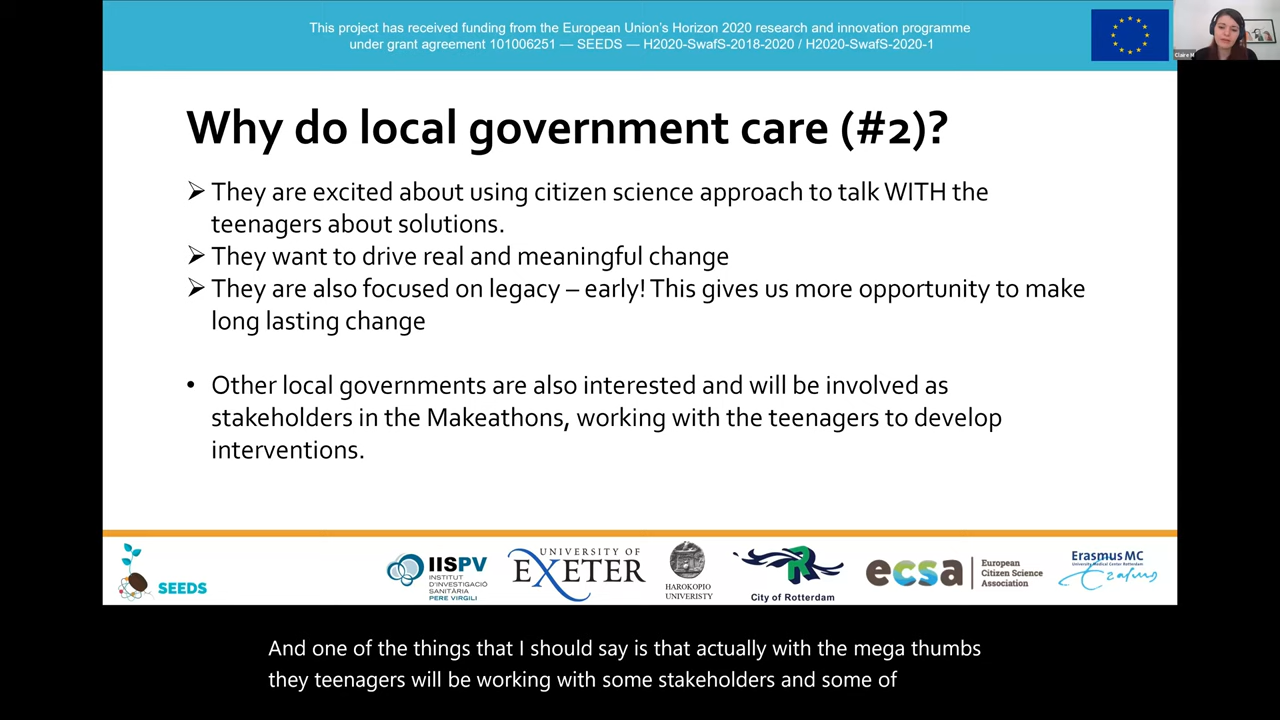 This project has received funding from the European Union's Horizon 2020 research and innovation programme
under grant agreement 101006251 — SEEDS — H2020-SwafS-2018-2020 / H2020-SwafS-2020-1
Claire M
Why do local government care (#2)?
They are excited about using citizen science approach to talk WITH the
teenagers about solutions.
They want to drive real and meaningful change
They are also focused on legacy – early! This gives us more opportunity to make
long lasting change
Other local governments are also interested and will be involved as
stakeholders in the Makeathons, working with the teenagers to develop
interventions.
SEEDS
IISPV
INSTITUT
D'INVESTIGACIÓ
SANITÀRIA
PERE VIRGILI
UNIVERSITY OF
EXETER
HAROKOPIO
UNIVERISTY
City of Rotterdam
ecsa
European
Citizen Science
Association
Erasmus MC
University Medical Center Rotterdam
Erasmus
And one of the things that I should say is that actually with the mega thumbs
they teenagers will be working with some stakeholders and some of